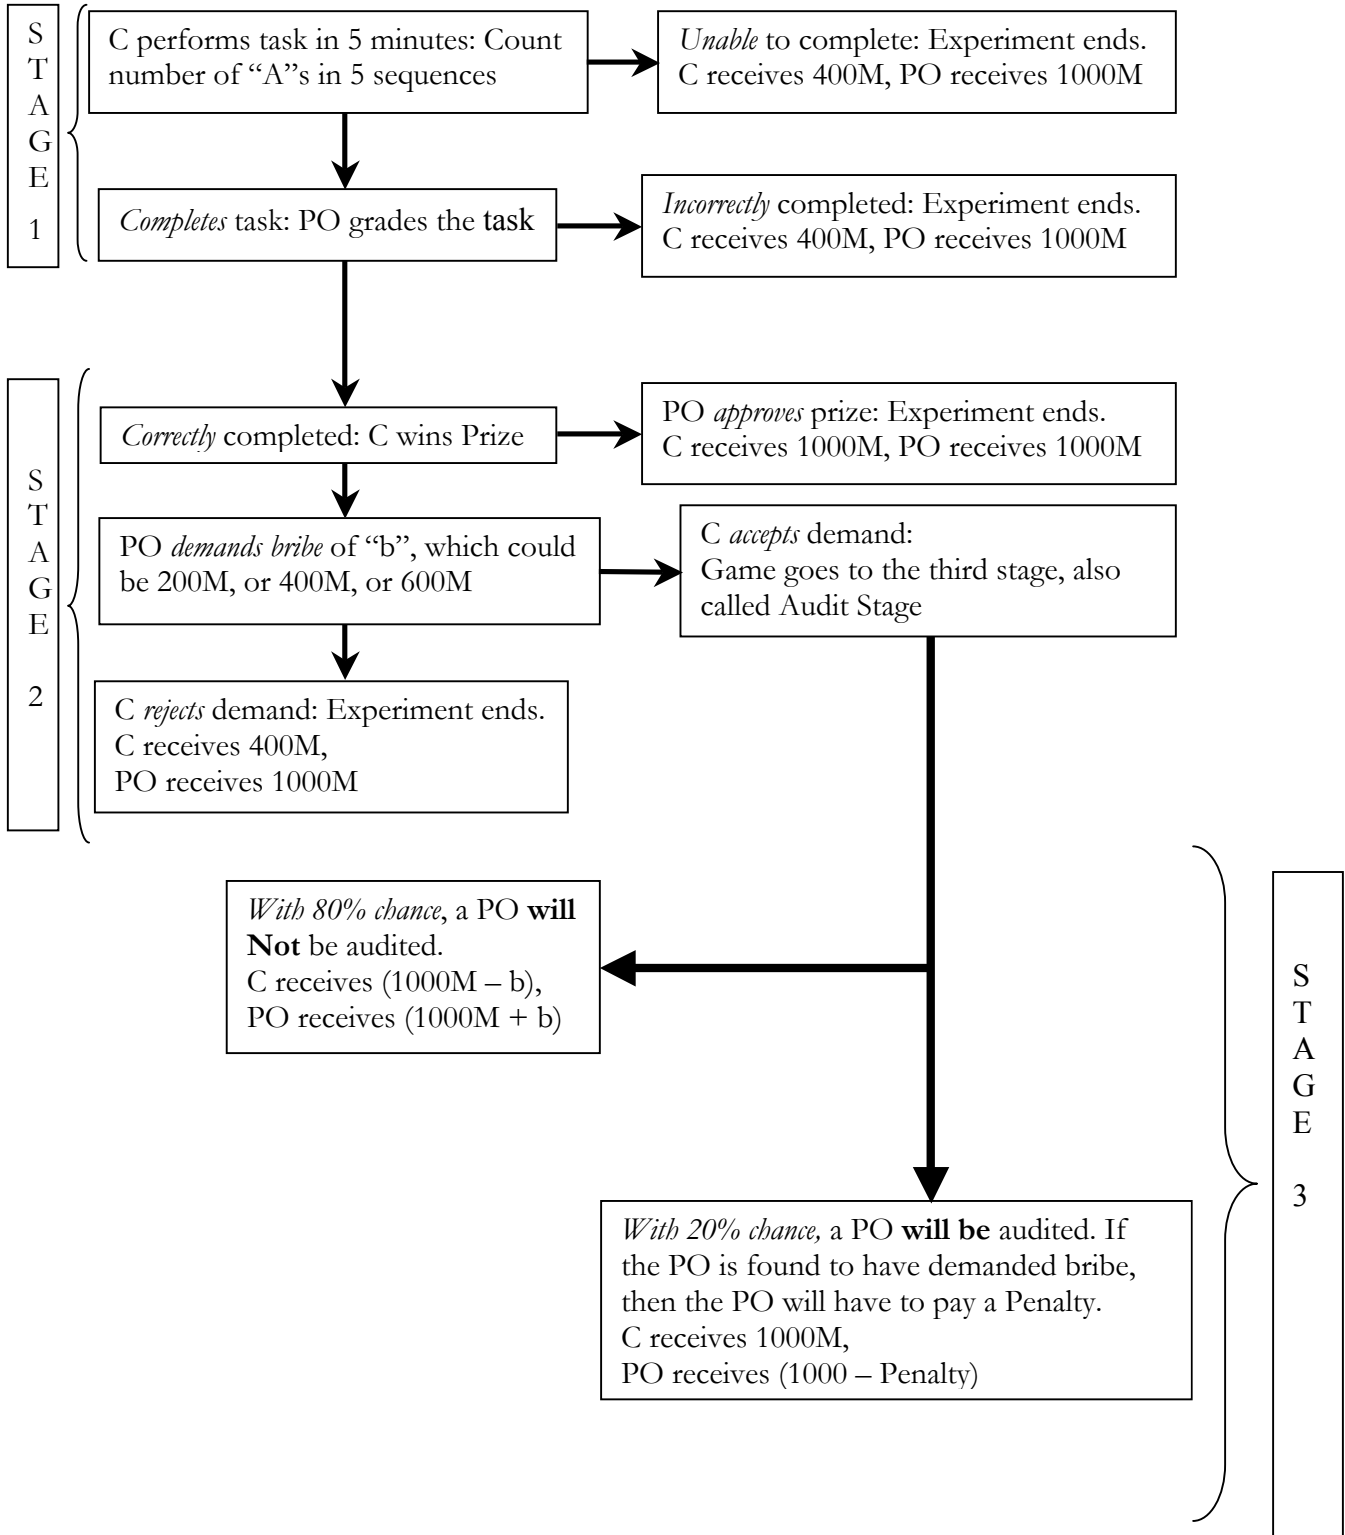 STAGE 1
C performs task in 5 minutes: Count
number of “A”s in 5 sequences
Unable to complete: Experiment ends.
C receives 400M, PO receives 1000M
Completes task: PO grades the task
Incorrectly completed: Experiment ends.
C receives 400M, PO receives 1000M
STAGE 2
Correctly completed: C wins Prize
PO approves prize: Experiment ends.
C receives 1000M, PO receives 1000M
PO demands bribe of “b”, which could
be 200M, or 400M, or 600M
C accepts demand:
Game goes to the third stage, also
called Audit Stage
C rejects demand: Experiment ends.
C receives 400M,
PO receives 1000M
STAGE 3
With 80% chance, a PO will
Not be audited.
C receives (1000M – b),
PO receives (1000M + b)
With 20% chance, a PO will be audited. If
the PO is found to have demanded bribe,
then the PO will have to pay a Penalty.
C receives 1000M,
PO receives (1000 – Penalty)